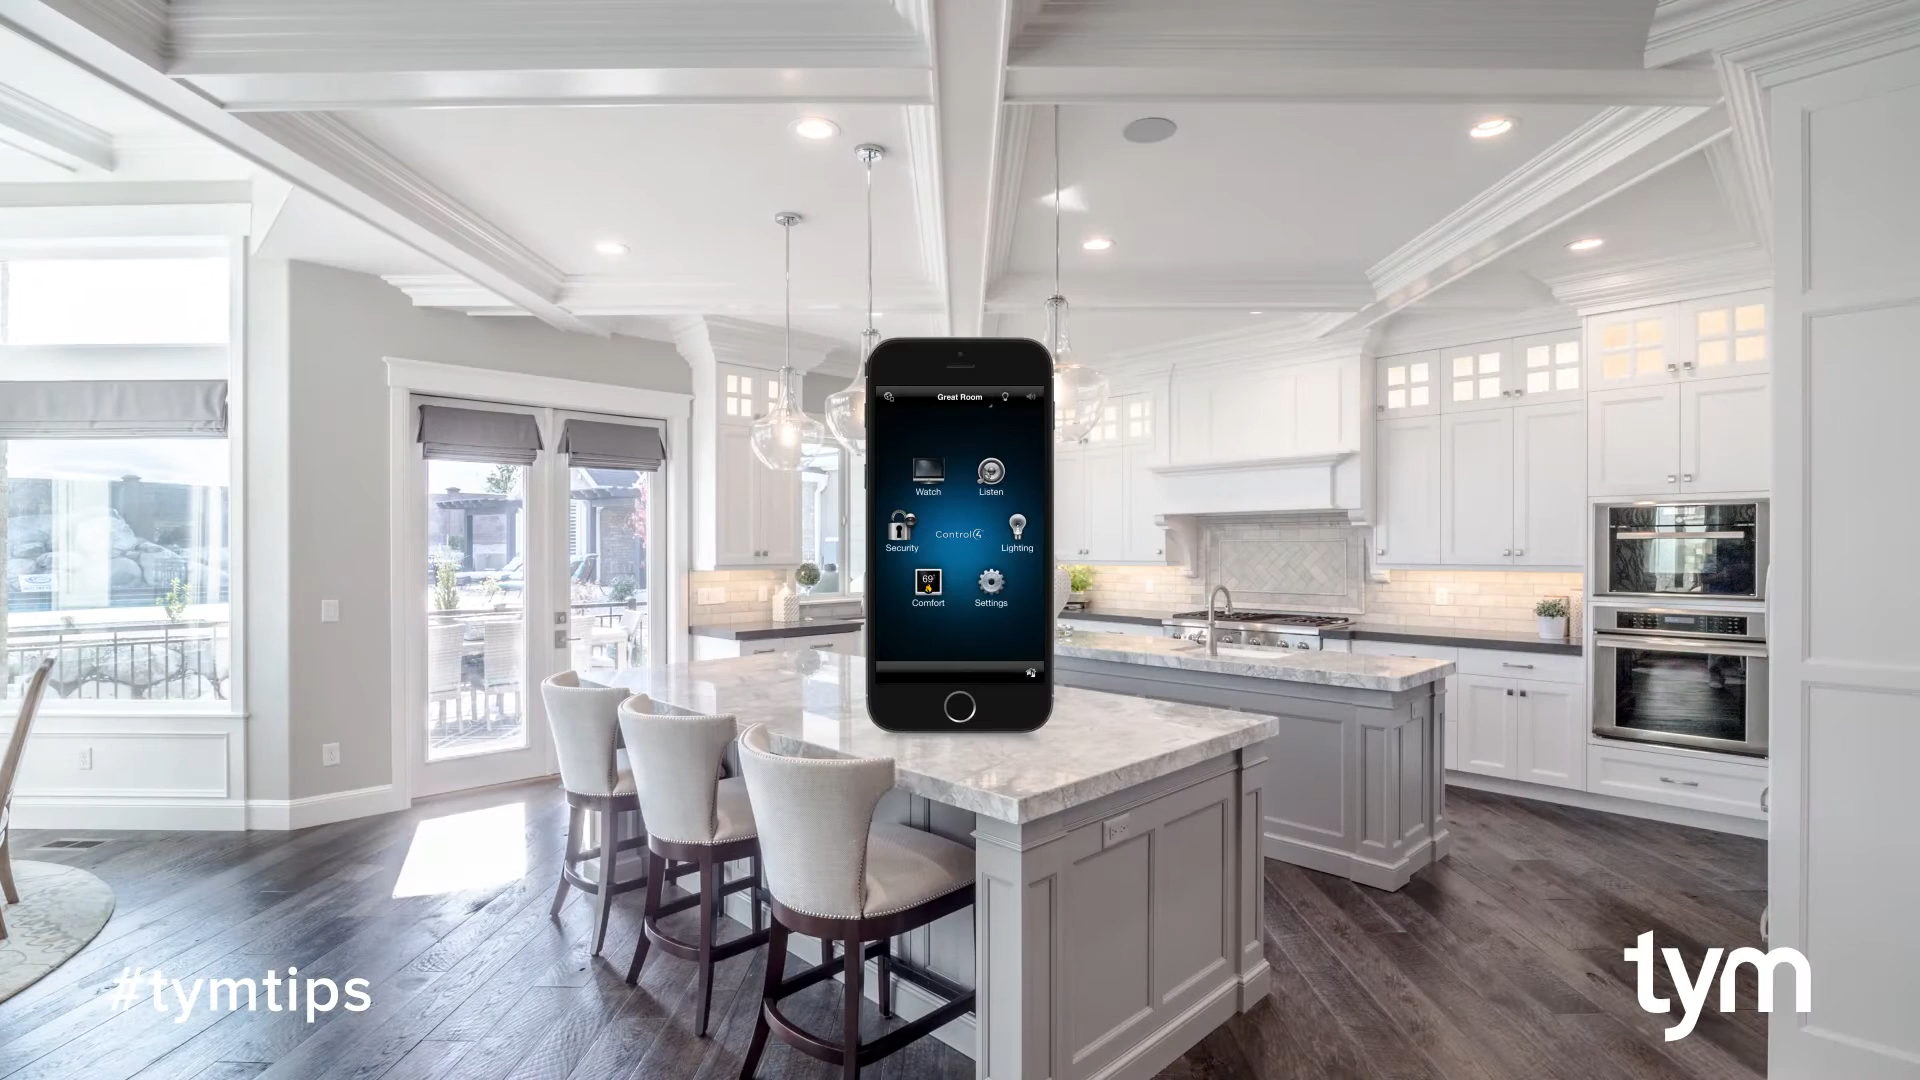 Great Room
Watch
Listen
Security
Control4
Lighting
69°
Comfort
Settings
#tymtips
tym